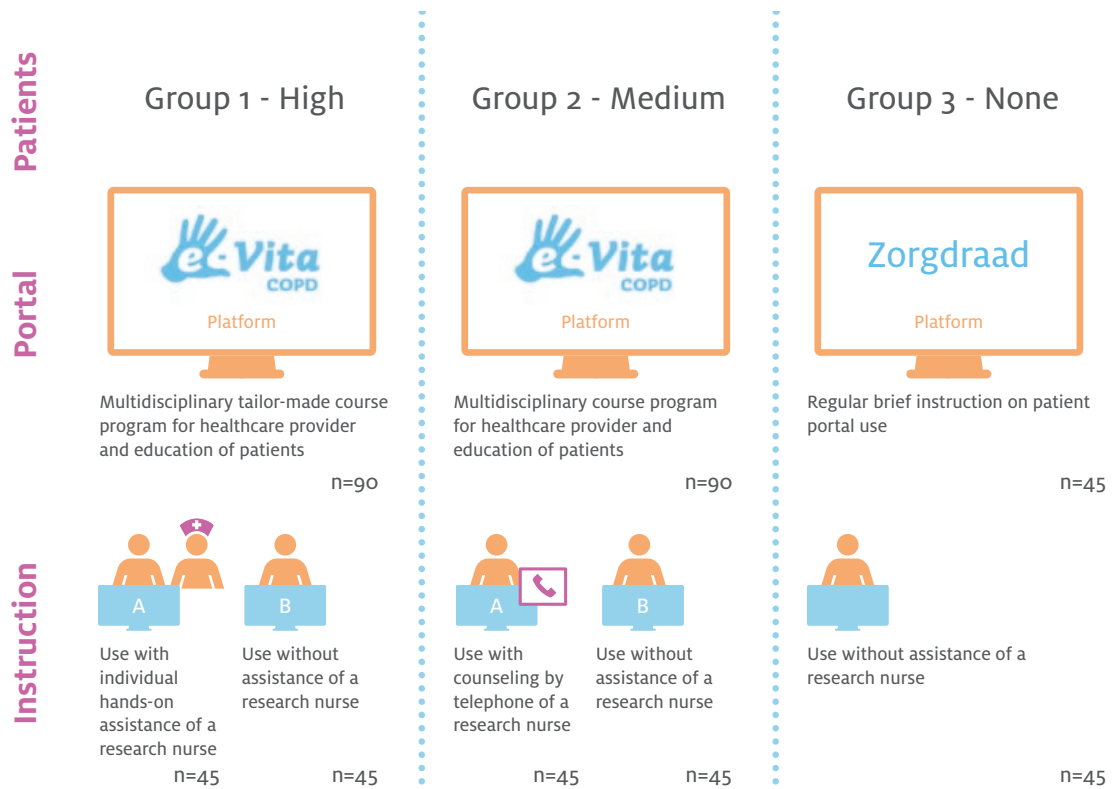 Patients
Group 1 - High
Group 2 - Medium
Group 3 - None
Portal
e-Vita
COPD
Platform
e-Vita
COPD
Platform
Zorgdraad
Platform
Multidisciplinary tailor-made course
program for healthcare provider
and education of patients
n=90
Multidisciplinary course program
for healthcare provider and
education of patients
n=90
Regular brief instruction on patient
portal use
n=45
Instruction
A
B
A
B
Use with
individual
hands-on
assistance of a
research nurse
n=45
Use without
assistance of a
research nurse
n=45
Use with
counseling by
telephone of a
research nurse
n=45
Use without
assistance of a
research nurse
n=45
Use without assistance of a
research nurse
n=45